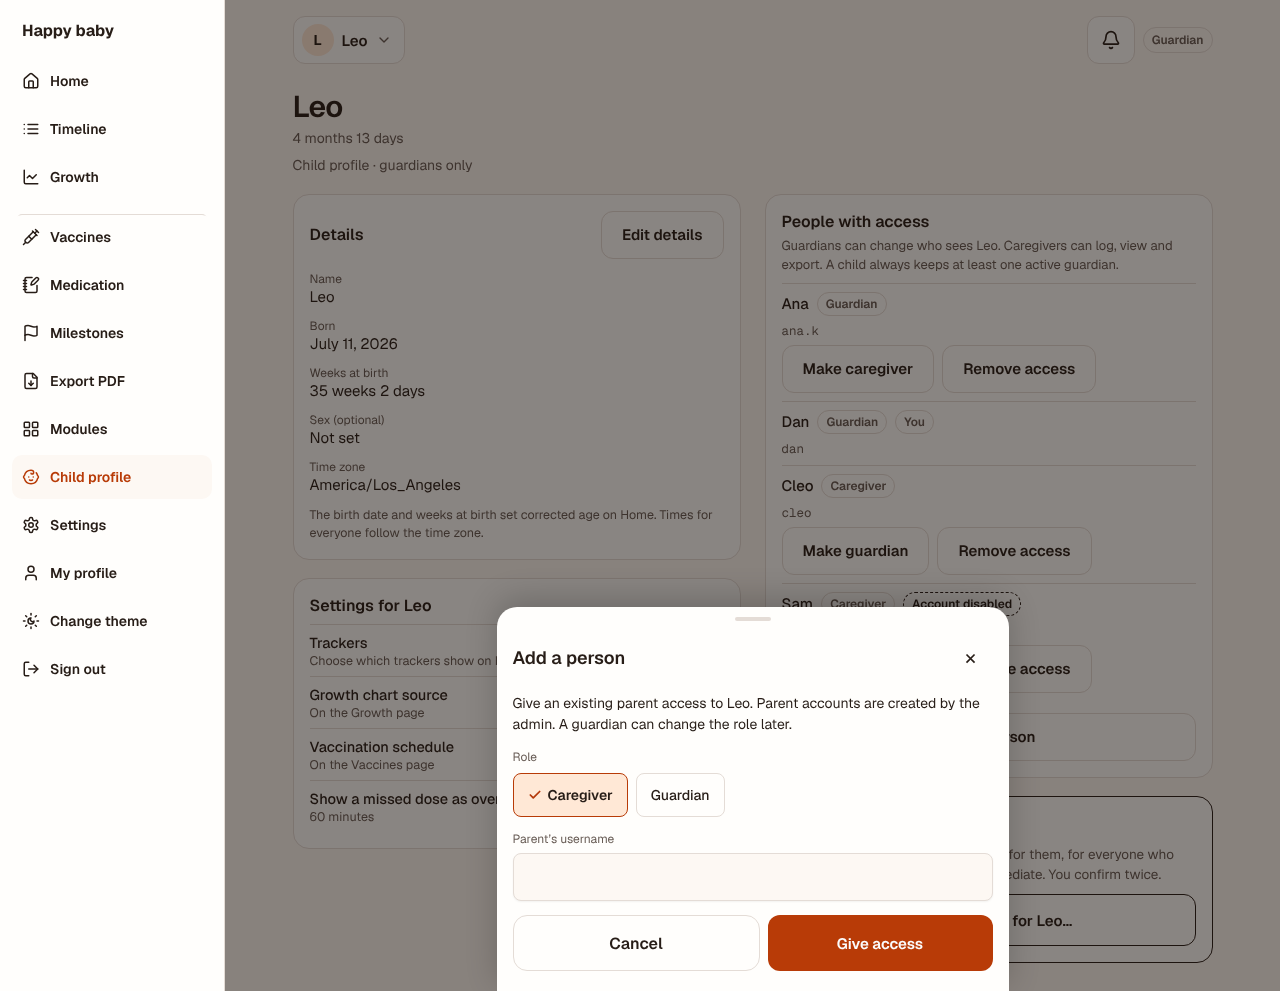 Happy baby
Home
Timeline
Growth
Vaccines
Medication
Milestones
Export PDF
Modules
Child profile
Settings
My profile
Change theme
Sign out
L Leo
Guardian
Leo
4 months 13 days
Child profile · guardians only
Details
Edit details
Name
Leo
Born
July 11, 2026
Weeks at birth
35 weeks 2 days
Sex (optional)
Not set
Time zone
America/Los_Angeles
The birth date and weeks at birth set corrected age on Home. Times for
everyone follow the time zone.
Settings for Leo
Trackers
Choose which trackers show on
Growth chart source
On the Growth page
Vaccination schedule
On the Vaccines page
Show a missed dose as
60 minutes
People with access
Guardians can change who sees Leo. Caregivers can log, view and
export. A child always keeps at least one active guardian.
Ana Guardian
ana.k
Make caregiver Remove access
Dan Guardian You
dan
Cleo Caregiver
cleo
Make guardian Remove access
Sam Caregiver Account disabled
access
for them, for everyone who
You confirm twice.
for Leo...
Add a person
Give an existing parent access to Leo. Parent accounts are created by the
admin. A guardian can change the role later.
Role
Caregiver Guardian
Parent's username
Cancel Give access